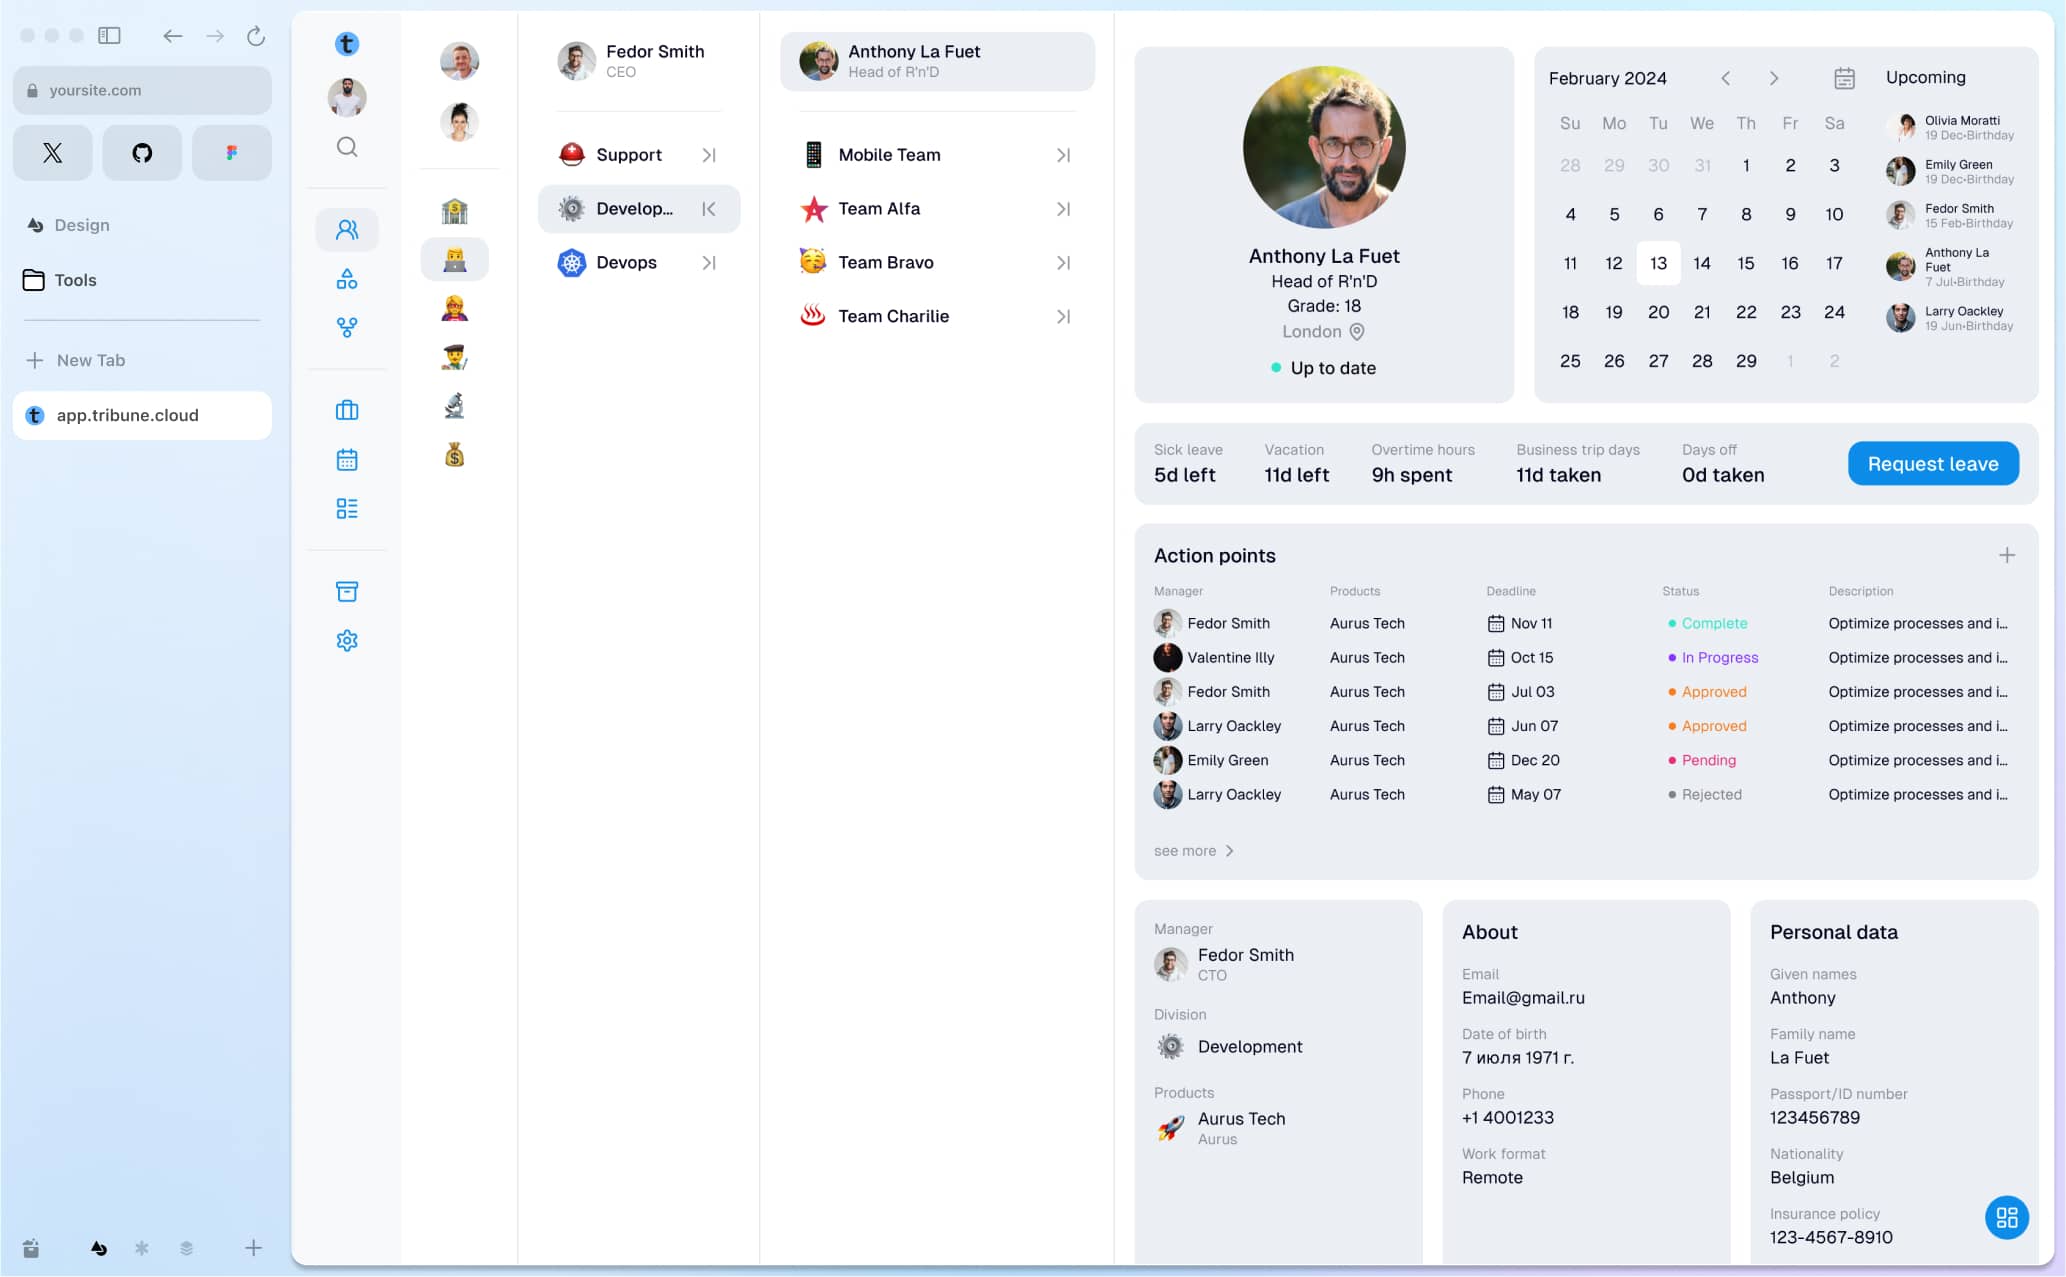 yoursite.com
Design
Tools
New Tab
app.tribune.cloud
Fedor Smith
CEO
Support
Develop...
Devops
Anthony La Fuet
Head of R'n'D
Mobile Team
Team Alfa
Team Bravo
Team Charilie
Anthony La Fuet
Head of R'n'D
Grade: 18
London
Up to date
February 2024
Su Mo Tu We Th Fr Sa
28 29 30 31 1 2 3
4 5 6 7 8 9 10
11 12 13 14 15 16 17
18 19 20 21 22 23 24
25 26 27 28 29 1 2
Upcoming
Olivia Moratti
19 Dec•Birthday
Emily Green
19 Dec•Birthday
Fedor Smith
15 Feb•Birthday
Anthony La
Fuet
7 Jul•Birthday
Larry Oackley
19 Jun•Birthday
Sick leave Vacation Overtime hours Business trip days Days off
5d left 11d left 9h spent 11d taken 0d taken
Request leave
Action points
Manager Products Deadline Status Description
Fedor Smith Aurus Tech Nov 11 Complete Optimize processes and i...
Valentine Illy Aurus Tech Oct 15 In Progress Optimize processes and i...
Fedor Smith Aurus Tech Jul 03 Approved Optimize processes and i...
Larry Oackley Aurus Tech Jun 07 Approved Optimize processes and i...
Emily Green Aurus Tech Dec 20 Pending Optimize processes and i...
Larry Oackley Aurus Tech May 07 Rejected Optimize processes and i...
see more
Manager
Fedor Smith
CTO
Division
Development
Products
Aurus Tech
Aurus
About
Email
Email@gmail.ru
Date of birth
7 июля 1971 г.
Phone
+1 4001233
Work format
Remote
Personal data
Given names
Anthony
Family name
La Fuet
Passport/ID number
123456789
Nationality
Belgium
Insurance policy
123-4567-8910